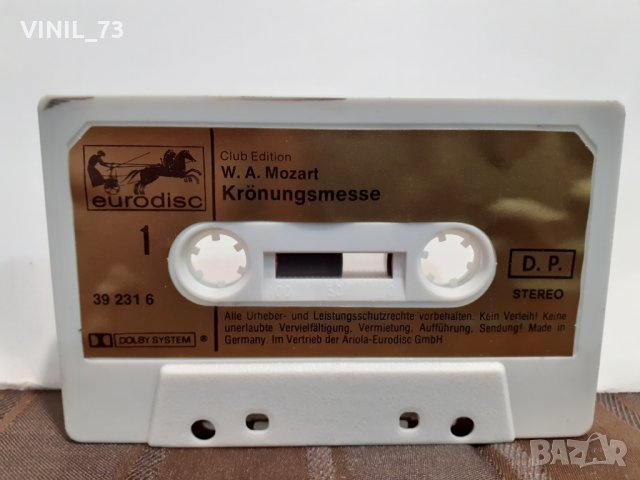 VINIL_73
Club Edition
W. A. Mozart
Krönungsmesse
eurodisc
1
D. P.
39 231 6
STEREO
Alle Urheber- und Leistungsschutzrechte vorbehalten. Kein Verleih! Keine
unerlaubte Vervielfältigung, Vermietung, Aufführung, Sendung! Made in
Germany. Im Vertrieb der Ariola-Eurodisc GmbH
DOLBY SYSTEM ®
BAZAR